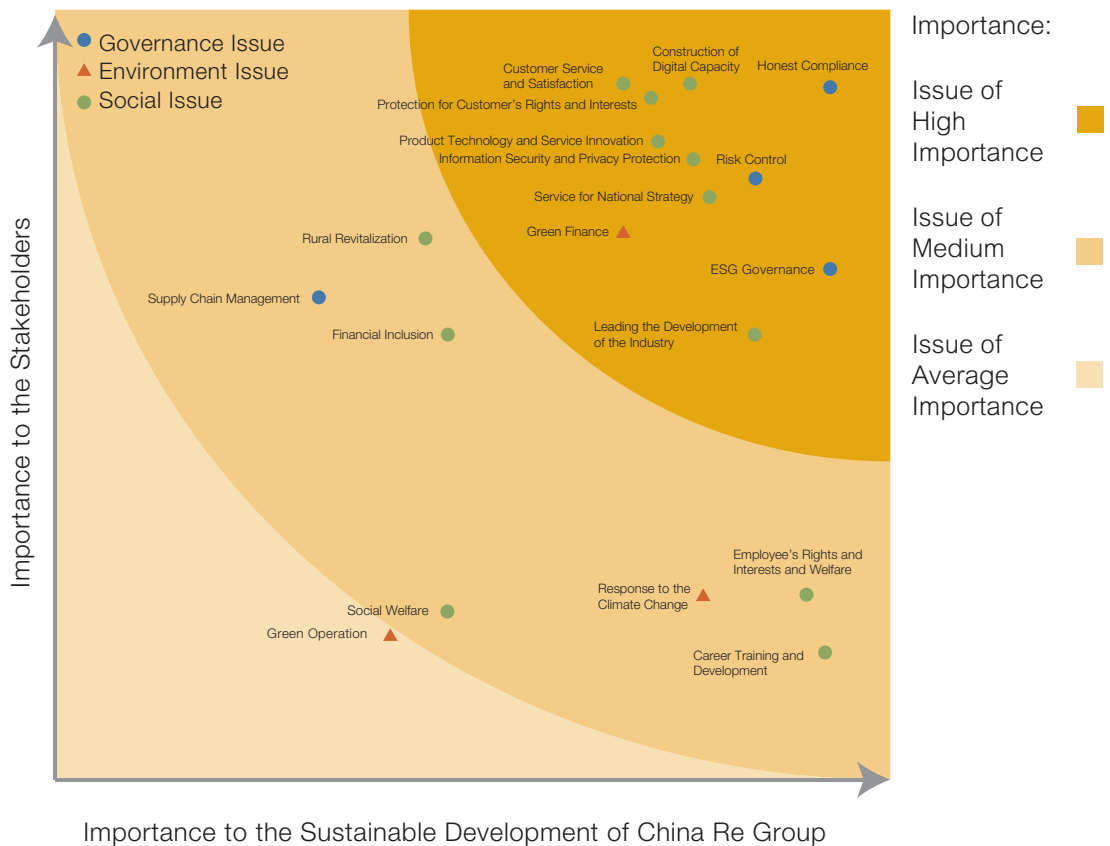 Governance Issue
Environment Issue
Social Issue
Importance:
Issue of
High
Importance
Issue of
Medium
Importance
Issue of
Average
Importance
Construction of
Digital Capacity
Honest Compliance
Customer Service
and Satisfaction
Protection for Customer's Rights and Interests
Product Technology and Service Innovation
Information Security and Privacy Protection
Risk Control
Service for National Strategy
Green Finance
Rural Revitalization
ESG Governance
Supply Chain Management
Financial Inclusion
Leading the Development
of the Industry
Employee's Rights and
Interests and Welfare
Response to the
Climate Change
Social Welfare
Green Operation
Career Training and
Development
Importance to the Stakeholders
Importance to the Sustainable Development of China Re Group